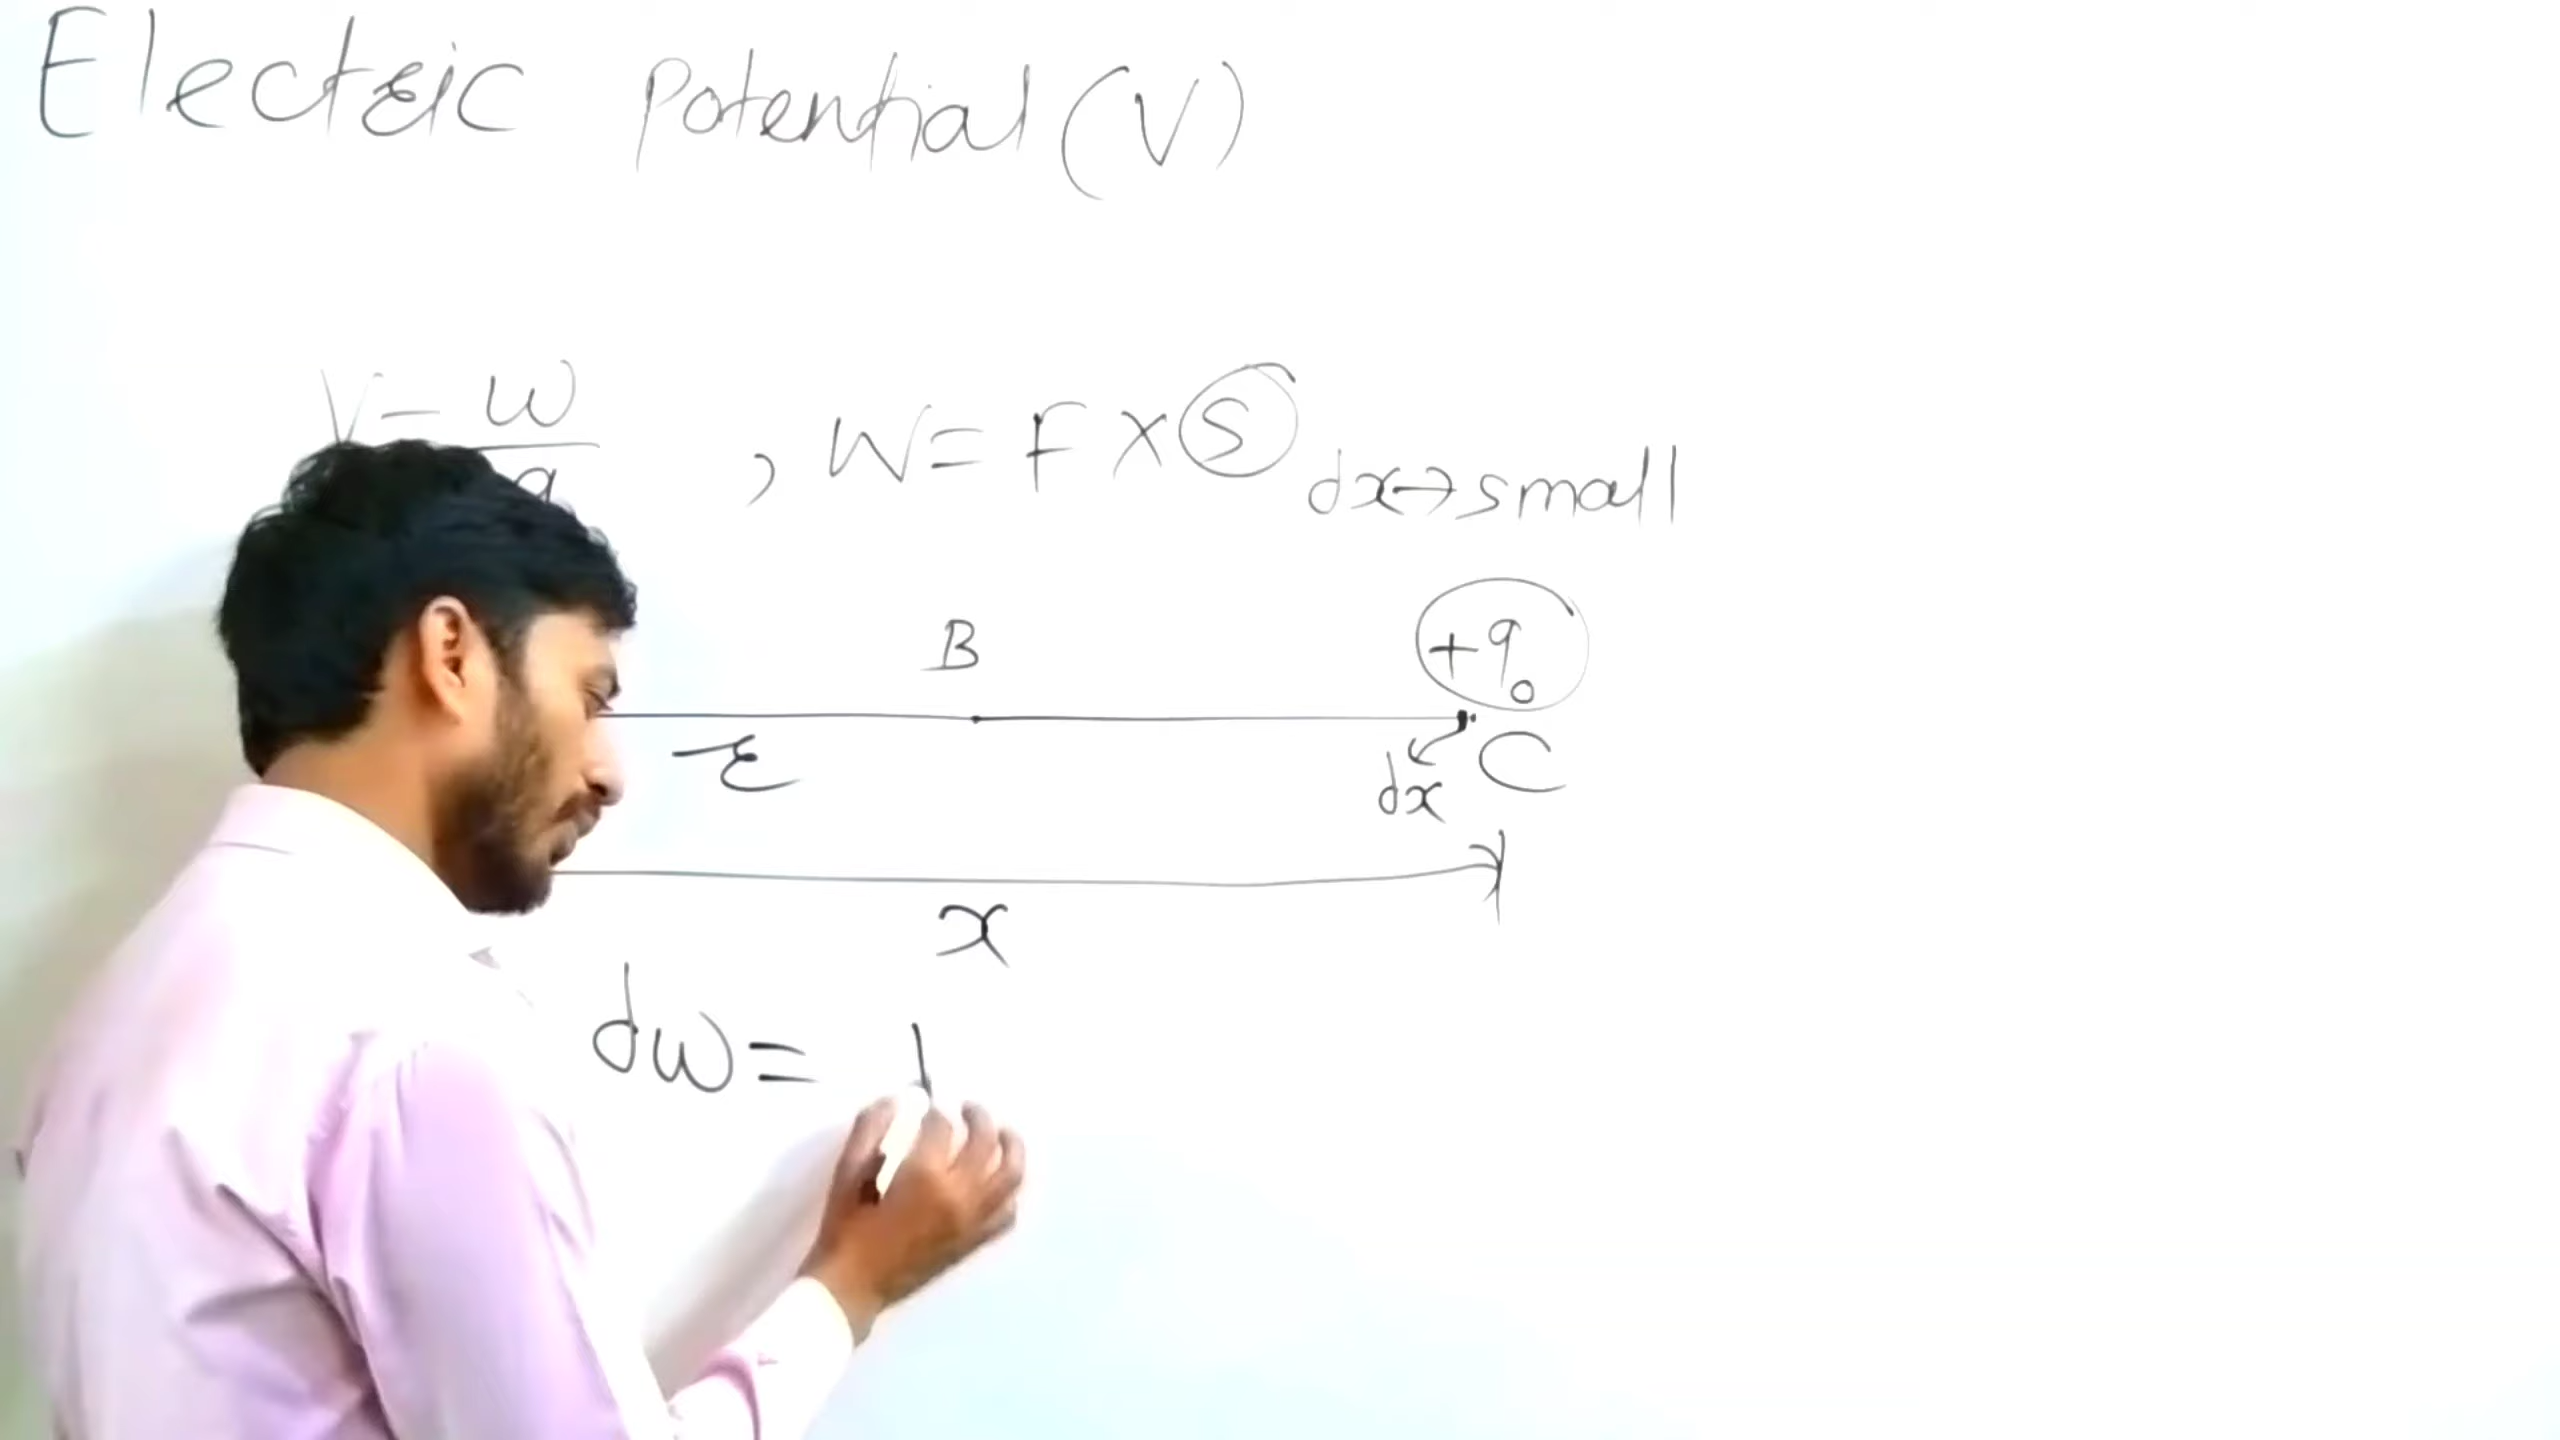 Electric Potential (V)
V = W/q , W = F × S
dx → small
B +q₀
r dx C
x
dw =